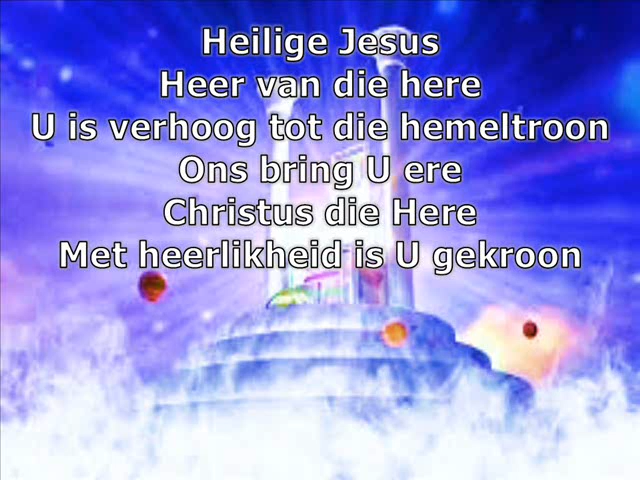 Heilige Jesus
Heer van die here
U is verhoog tot die hemeltroon
Ons bring U ere
Christus die Here
Met heerlikheid is U gekroon